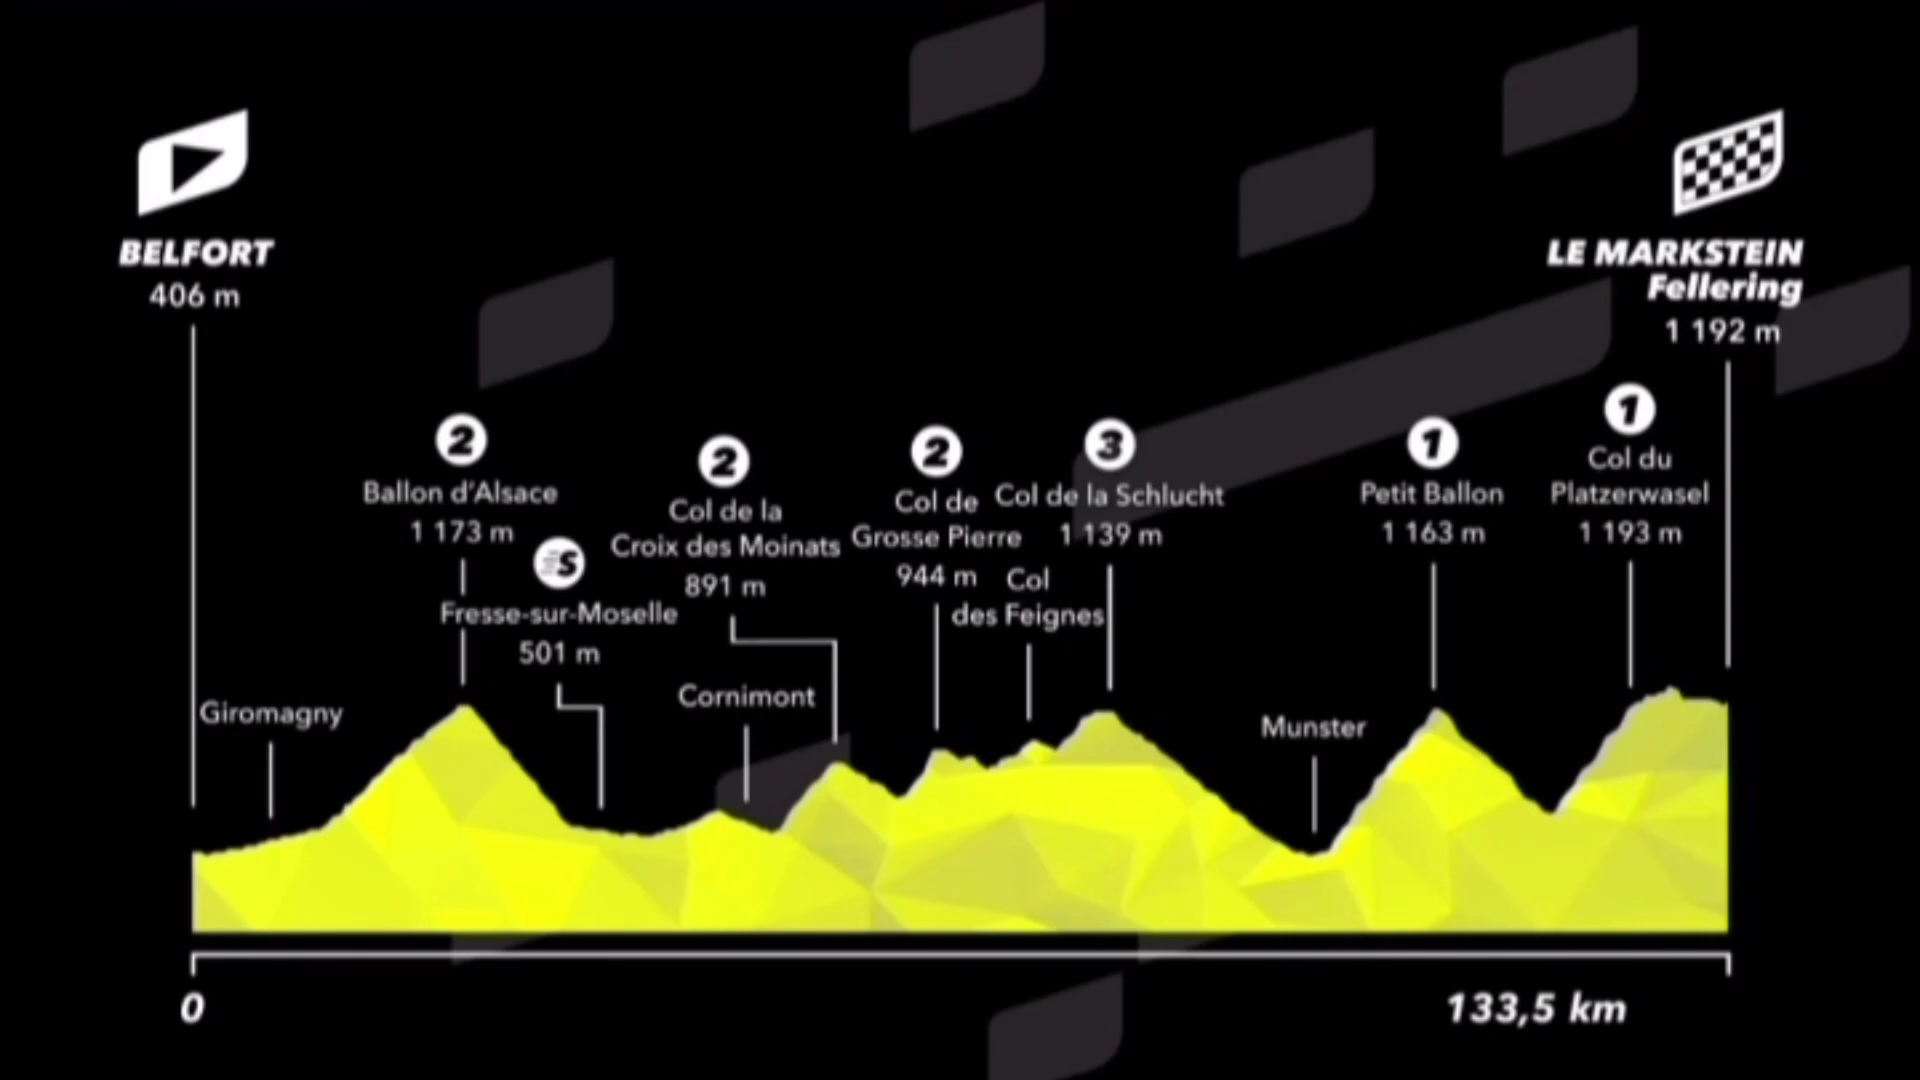 BELFORT
406 m
LE MARKSTEIN
Fellering
1 192 m
2
Ballon d'Alsace
1 173 m
S
Fresse-sur-Moselle
501 m
2
Col de la
Croix des Moinats
891 m
2
Col de
Grosse Pierre
944 m
3
Col de la Schlucht
1 139 m
Col
des Feignes
1
Petit Ballon
1 163 m
1
Col du
Platzerwasel
1 193 m
Giromagny
Cornimont
Munster
0
133,5 km